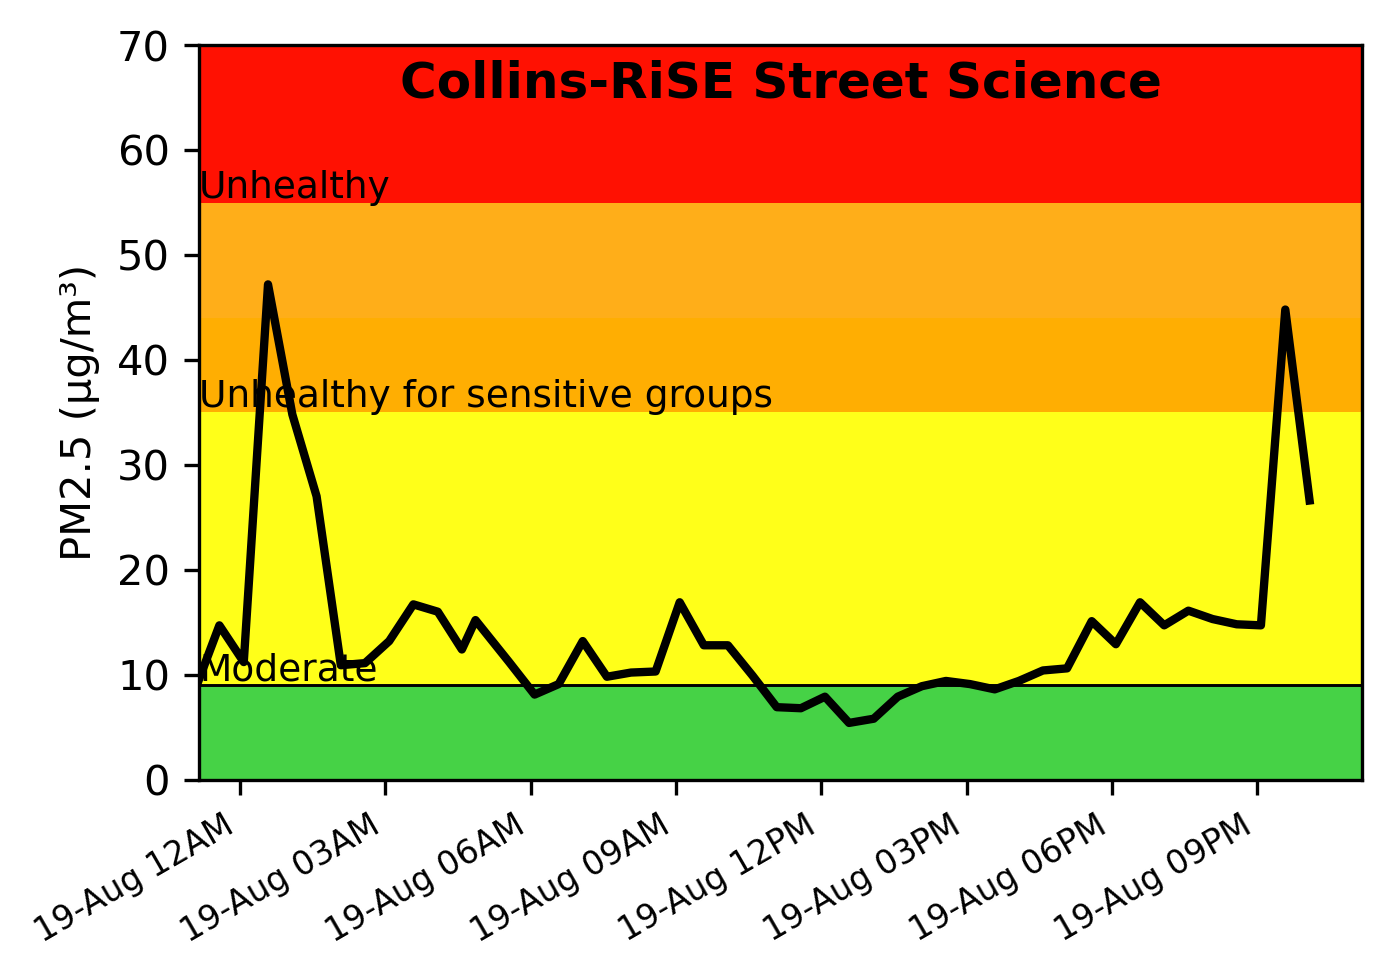 Collins-RiSE Street Science
70
60
50
40
30
20
10
0
PM2.5 (µg/m³)
Unhealthy
Unhealthy for sensitive groups
Moderate
19-Aug 12AM
19-Aug 03AM
19-Aug 06AM
19-Aug 09AM
19-Aug 12PM
19-Aug 03PM
19-Aug 06PM
19-Aug 09PM